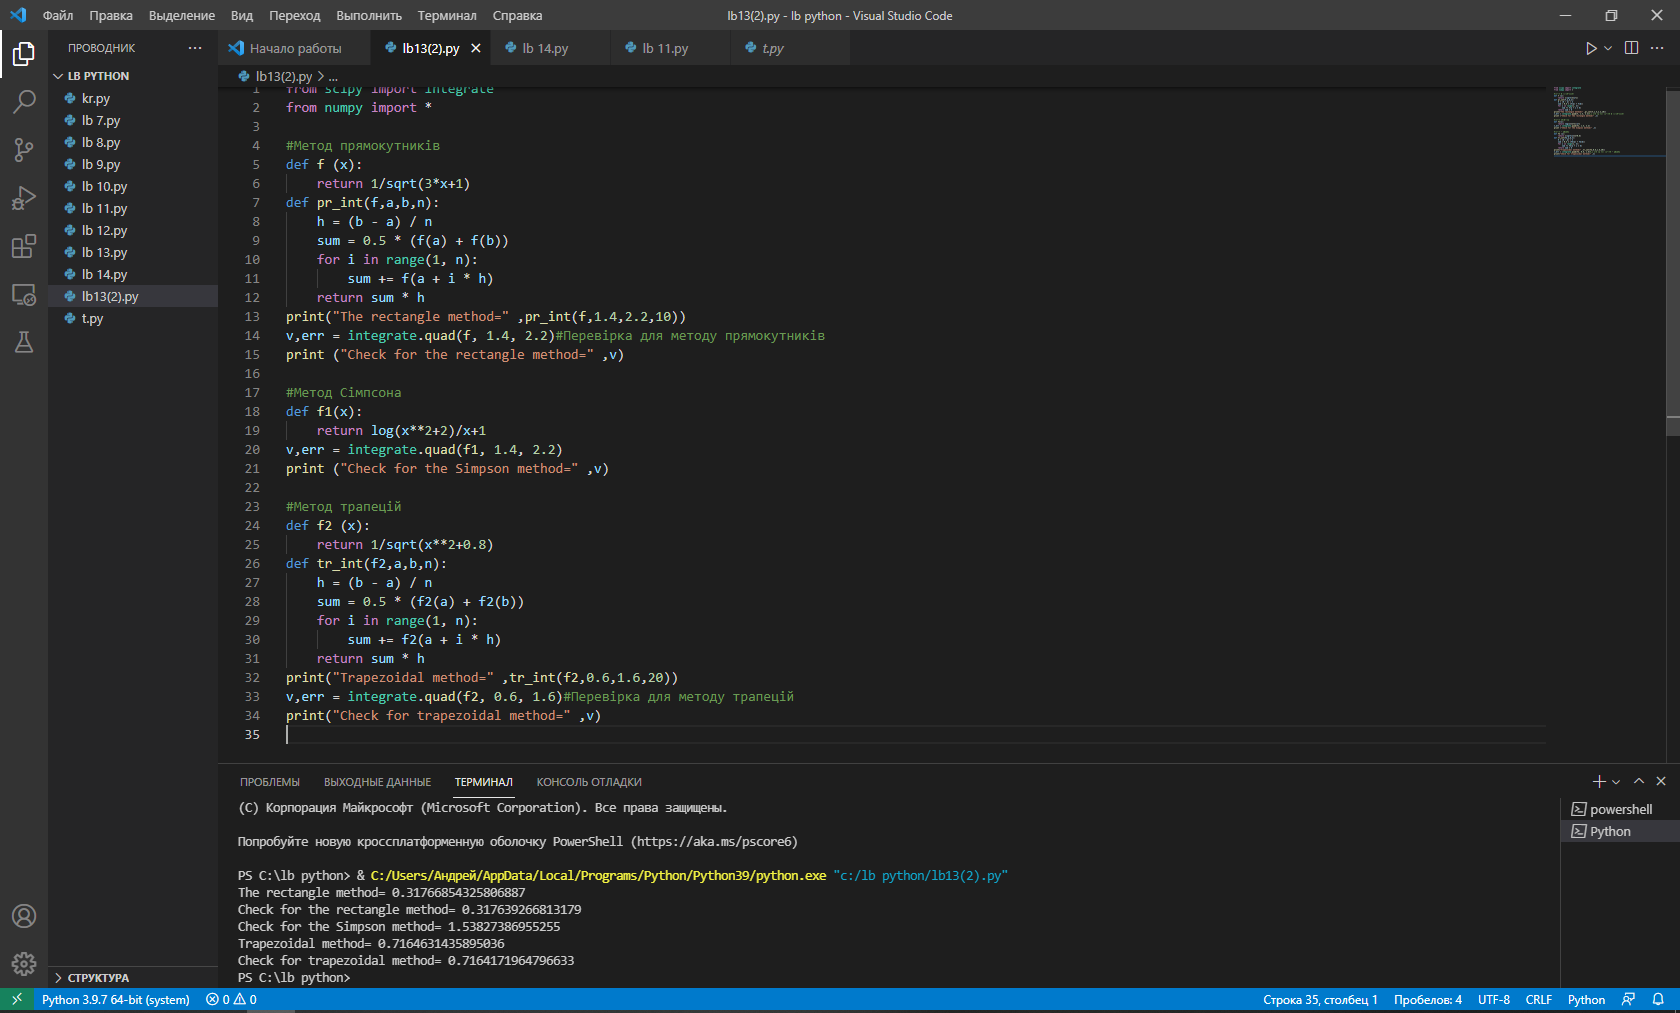 Файл Правка Выделение Вид Переход Выполнить Терминал Справка
lb13(2).py - lb python - Visual Studio Code
ПРОВОДНИК
LB PYTHON
kr.py
lb 7.py
lb 8.py
lb 9.py
lb 10.py
lb 11.py
lb 12.py
lb 13.py
lb 14.py
lb13(2).py
t.py
СТРУКТУРА
Начало работы lb13(2).py lb 14.py lb 11.py t.py
lb13(2).py > ...
1 from scipy import integrate
2 from numpy import *
3
4 #Метод прямокутників
5 def f (x):
6     return 1/sqrt(3*x+1)
7 def pr_int(f,a,b,n):
8     h = (b - a) / n
9     sum = 0.5 * (f(a) + f(b))
10     for i in range(1, n):
11         sum += f(a + i * h)
12     return sum * h
13 print("The rectangle method=" ,pr_int(f,1.4,2.2,10))
14 v,err = integrate.quad(f, 1.4, 2.2)#Перевірка для методу прямокутників
15 print ("Check for the rectangle method=" ,v)
16
17 #Метод Сімпсона
18 def f1(x):
19     return log(x**2+2)/x+1
20 v,err = integrate.quad(f1, 1.4, 2.2)
21 print ("Check for the Simpson method=" ,v)
22
23 #Метод трапецій
24 def f2 (x):
25     return 1/sqrt(x**2+0.8)
26 def tr_int(f2,a,b,n):
27     h = (b - a) / n
28     sum = 0.5 * (f2(a) + f2(b))
29     for i in range(1, n):
30         sum += f2(a + i * h)
31     return sum * h
32 print("Trapezoidal method=" ,tr_int(f2,0.6,1.6,20))
33 v,err = integrate.quad(f2, 0.6, 1.6)#Перевірка для методу трапецій
34 print("Check for trapezoidal method=" ,v)
35
ПРОБЛЕМЫ ВЫХОДНЫЕ ДАННЫЕ ТЕРМИНАЛ КОНСОЛЬ ОТЛАДКИ
(C) Корпорация Майкрософт (Microsoft Corporation). Все права защищены.
Попробуйте новую кроссплатформенную оболочку PowerShell (https://aka.ms/pscore6)
PS C:\lb python> & C:/Users/Андрей/AppData/Local/Programs/Python/Python39/python.exe "c:/lb python/lb13(2).py"
The rectangle method= 0.31766854325806887
Check for the rectangle method= 0.317639266813179
Check for the Simpson method= 1.53827386955255
Trapezoidal method= 0.7164631435895036
Check for trapezoidal method= 0.7164171964796633
PS C:\lb python>
powershell
Python
Python 3.9.7 64-bit (system) 0 0
Строка 35, столбец 1 Пробелов: 4 UTF-8 CRLF Python